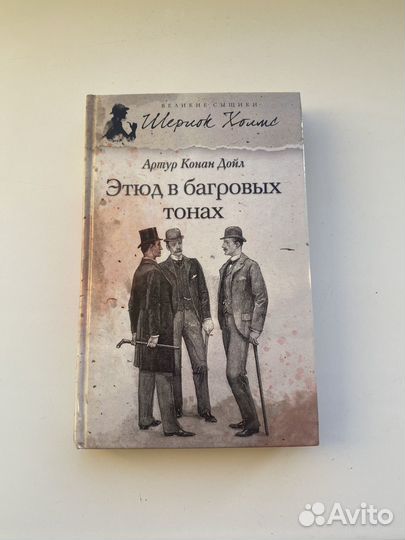 ВЕЛИКИЕ СЫЩИКИ
Шерлок Холмс
Артур Конан Дойл
Этюд в багровых
тонах
Avito